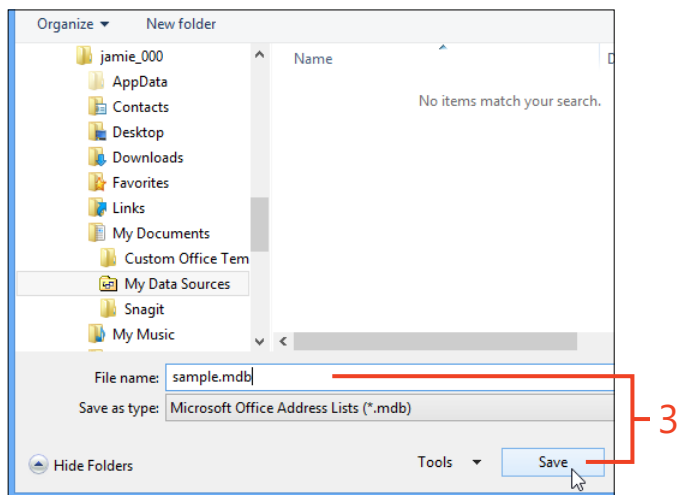 Organize New folder
jamie_000
AppData
Contacts
Desktop
Downloads
Favorites
Links
My Documents
Custom Office Tem
My Data Sources
Snagit
My Music
Name
No items match your search.
File name: sample.mdb
Save as type: Microsoft Office Address Lists (*.mdb)
Hide Folders
Tools
Save
3